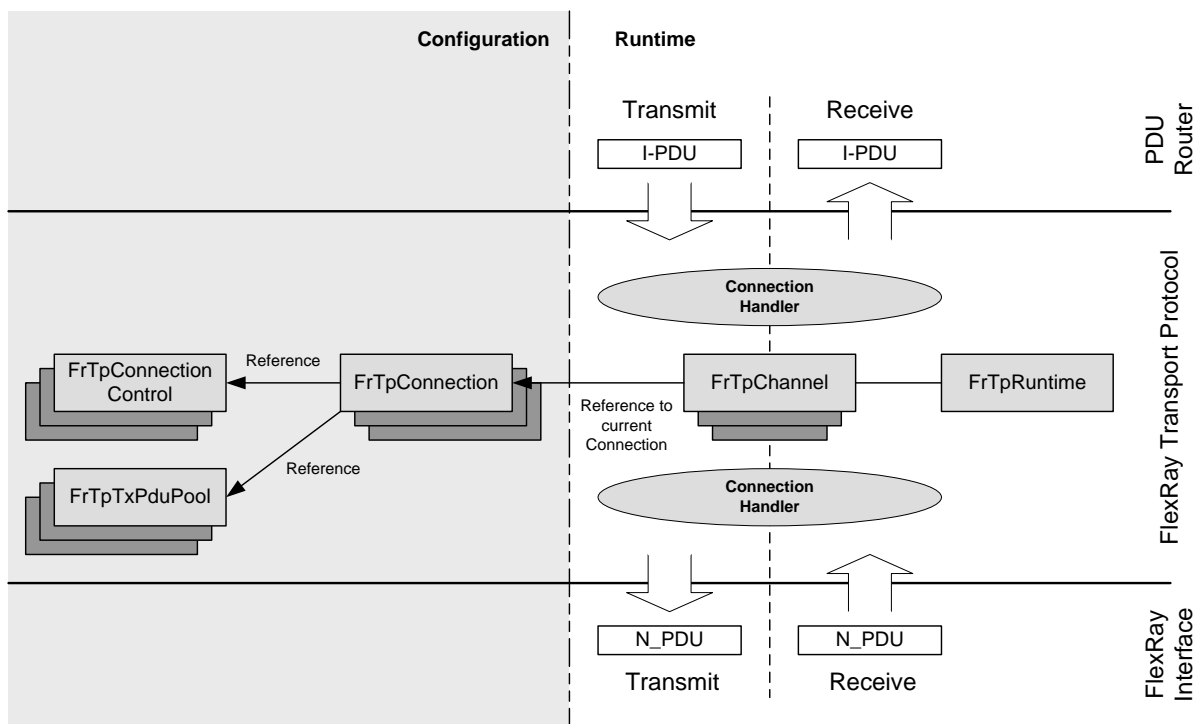 Configuration
Runtime
Transmit
Receive
I-PDU
I-PDU
PDU
Router
Connection
Handler
FrTpConnection
Control
Reference
FrTpConnection
FrTpChannel
FrTpRuntime
Reference to
current
Connection
Reference
FrTpTxPduPool
Connection
Handler
FlexRay Transport Protocol
N_PDU
N_PDU
Transmit
Receive
FlexRay
Interface